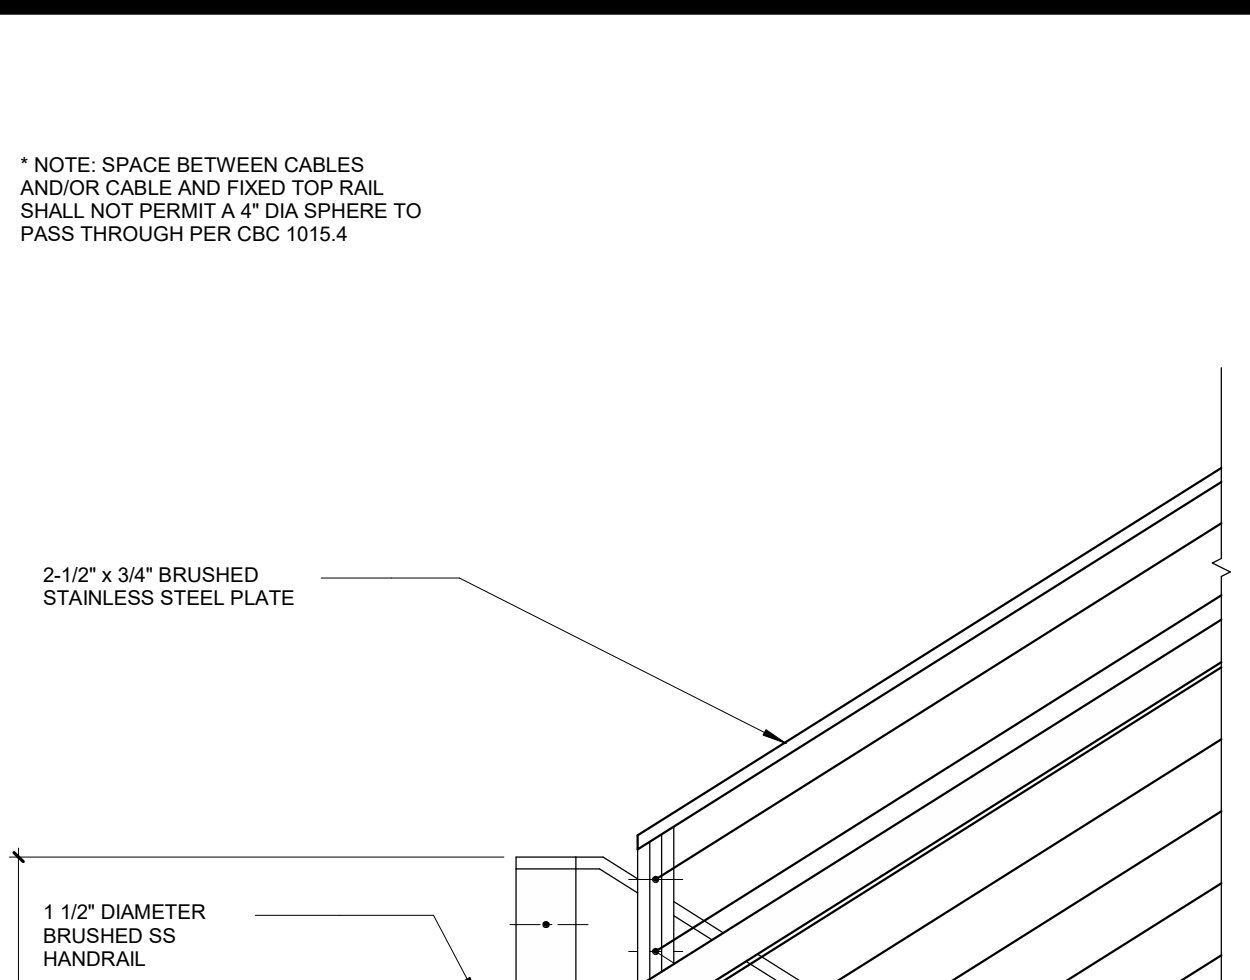 * NOTE: SPACE BETWEEN CABLES
AND/OR CABLE AND FIXED TOP RAIL
SHALL NOT PERMIT A 4" DIA SPHERE TO
PASS THROUGH PER CBC 1015.4
2-1/2" x 3/4" BRUSHED
STAINLESS STEEL PLATE
1 1/2" DIAMETER
BRUSHED SS
HANDRAIL